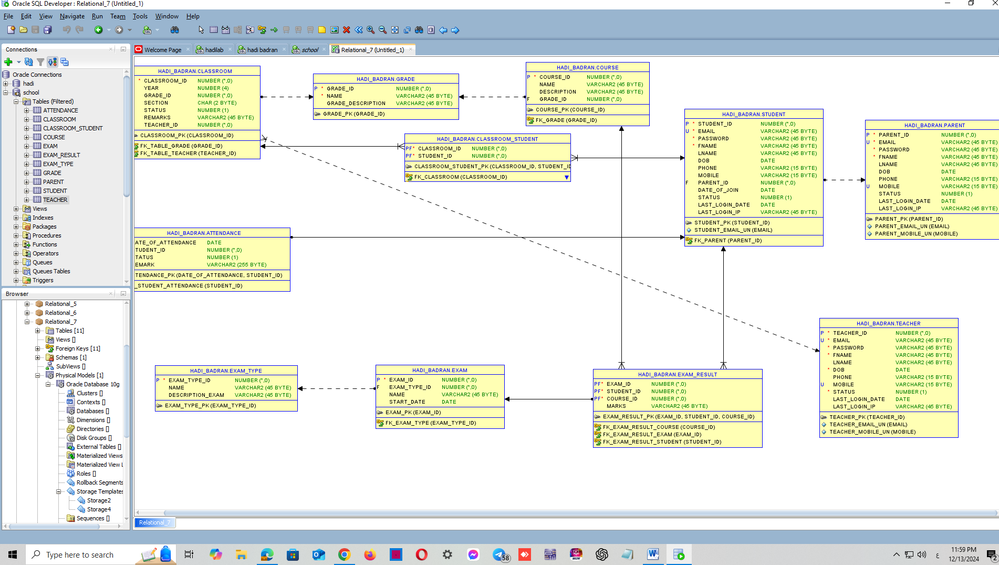 Oracle SQL Developer : Relational_7 (Untitled_1)
File Edit View Navigate Run Team Tools Window Help
Connections
Oracle Connections
hadi
school
Tables (Filtered)
ATTENDANCE
CLASSROOM
CLASSROOM_STUDENT
COURSE
EXAM
EXAM_RESULT
EXAM_TYPE
GRADE
PARENT
STUDENT
TEACHER
Views
Indexes
Packages
Procedures
Functions
Operators
Queues
Queues Tables
Triggers
Browser
Relational_5
Relational_6
Relational_7
Tables [11]
Views []
Foreign Keys [11]
Schemas [1]
SubViews []
Physical Models [1]
Oracle Database 10g
Clusters []
Contexts []
Databases []
Dimensions []
Directories []
Disk Groups []
External Tables []
Materialized Views
Materialized View L
Roles []
Rollback Segments
Storage Templates
Storage2
Storage4
Sequences []
Welcome Page hadilab hadi badran school Relational_7 (Untitled_1)
HADI_BADRAN.CLASSROOM
* CLASSROOM_ID NUMBER (*,0)
YEAR NUMBER (4)
GRADE_ID NUMBER (*,0)
SECTION CHAR (2 BYTE)
STATUS NUMBER (1)
REMARKS VARCHAR2 (45 BYTE)
TEACHER_ID NUMBER (*,0)
CLASSROOM_PK (CLASSROOM_ID)
FK_TABLE_GRADE (GRADE_ID)
FK_TABLE_TEACHER (TEACHER_ID)
HADI_BADRAN.GRADE
P * GRADE_ID NUMBER (*,0)
* NAME VARCHAR2 (45 BYTE)
GRADE_DESCRIPTION VARCHAR2 (45 BYTE)
GRADE_PK (GRADE_ID)
HADI_BADRAN.COURSE
P * COURSE_ID NUMBER (*,0)
NAME VARCHAR2 (45 BYTE)
DESCRIPTION VARCHAR2 (45 BYTE)
F GRADE_ID NUMBER (*,0)
COURSE_PK (COURSE_ID)
FK_GRADE (GRADE_ID)
HADI_BADRAN.CLASSROOM_STUDENT
PF* CLASSROOM_ID NUMBER (*,0)
PF* STUDENT_ID NUMBER (*,0)
CLASSROOM_STUDENT_PK (CLASSROOM_ID, STUDENT_ID
FK_CLASSROOM (CLASSROOM_ID)
HADI_BADRAN.STUDENT
P * STUDENT_ID NUMBER (*,0)
U * EMAIL VARCHAR2 (45 BYTE)
* PASSWORD VARCHAR2 (45 BYTE)
* FNAME VARCHAR2 (45 BYTE)
LNAME VARCHAR2 (45 BYTE)
DOB DATE
PHONE VARCHAR2 (15 BYTE)
MOBILE VARCHAR2 (15 BYTE)
F PARENT_ID NUMBER (*,0)
DATE_OF_JOIN DATE
STATUS NUMBER (1)
LAST_LOGIN_DATE DATE
LAST_LOGIN_IP VARCHAR2 (45 BYTE)
STUDENT_PK (STUDENT_ID)
STUDENT_EMAIL_UN (EMAIL)
FK_PARENT (PARENT_ID)
HADI_BADRAN.PARENT
P * PARENT_ID NUMBER (*,0)
U * EMAIL VARCHAR2 (45 BYTE)
* PASSWORD VARCHAR2 (45 BYTE)
* FNAME VARCHAR2 (45 BYTE)
LNAME VARCHAR2 (45 BYTE)
DOB DATE
PHONE VARCHAR2 (15 BYTE)
U MOBILE VARCHAR2 (15 BYTE)
STATUS NUMBER (1)
LAST_LOGIN_DATE DATE
LAST_LOGIN_IP VARCHAR2 (45 BYTE)
PARENT_PK (PARENT_ID)
PARENT_EMAIL_UN (EMAIL)
PARENT_MOBILE_UN (MOBILE)
HADI_BADRAN.ATTENDANCE
ATE_OF_ATTENDANCE DATE
TUDENT_ID NUMBER (*,0)
TATUS NUMBER (1)
EMARK VARCHAR2 (255 BYTE)
TENDANCE_PK (DATE_OF_ATTENDANCE, STUDENT_ID)
_STUDENT_ATTENDANCE (STUDENT_ID)
HADI_BADRAN.EXAM_TYPE
P * EXAM_TYPE_ID NUMBER (*,0)
NAME VARCHAR2 (45 BYTE)
DESCRIPTION_EXAM VARCHAR2 (45 BYTE)
EXAM_TYPE_PK (EXAM_TYPE_ID)
HADI_BADRAN.EXAM
P * EXAM_ID NUMBER (*,0)
F EXAM_TYPE_ID NUMBER (*,0)
NAME VARCHAR2 (45 BYTE)
START_DATE DATE
EXAM_PK (EXAM_ID)
FK_EXAM_TYPE (EXAM_TYPE_ID)
HADI_BADRAN.EXAM_RESULT
PF* EXAM_ID NUMBER (*,0)
PF* STUDENT_ID NUMBER (*,0)
PF* COURSE_ID NUMBER (*,0)
MARKS VARCHAR2 (45 BYTE)
EXAM_RESULT_PK (EXAM_ID, STUDENT_ID, COURSE_ID)
FK_EXAM_RESULT_COURSE (COURSE_ID)
FK_EXAM_RESULT_EXAM (EXAM_ID)
FK_EXAM_RESULT_STUDENT (STUDENT_ID)
HADI_BADRAN.TEACHER
P * TEACHER_ID NUMBER (*,0)
U * EMAIL VARCHAR2 (45 BYTE)
* PASSWORD VARCHAR2 (45 BYTE)
* FNAME VARCHAR2 (45 BYTE)
LNAME VARCHAR2 (45 BYTE)
* DOB DATE
PHONE VARCHAR2 (15 BYTE)
U MOBILE VARCHAR2 (45 BYTE)
* STATUS NUMBER (1)
LAST_LOGIN_DATE DATE
LAST_LOGIN_IP VARCHAR2 (45 BYTE)
TEACHER_PK (TEACHER_ID)
TEACHER_EMAIL_UN (EMAIL)
TEACHER_MOBILE_UN (MOBILE)
Relational_7
Type here to search
58
ع
11:59 PM
12/13/2024
2